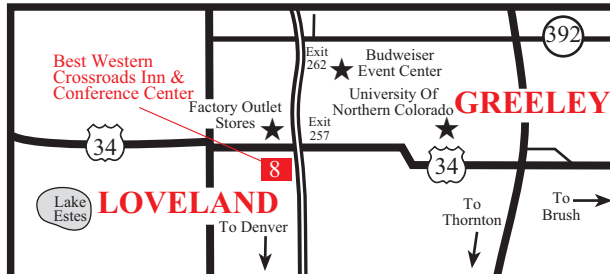 392
Exit
262
Budweiser
Event Center
Best Western
Crossroads Inn &
Conference Center
University Of
Northern Colorado
GREELEY
Factory Outlet
Stores
Exit
257
34
34
8
Lake
Estes
LOVELAND
To Denver
To
Thornton
To
Brush